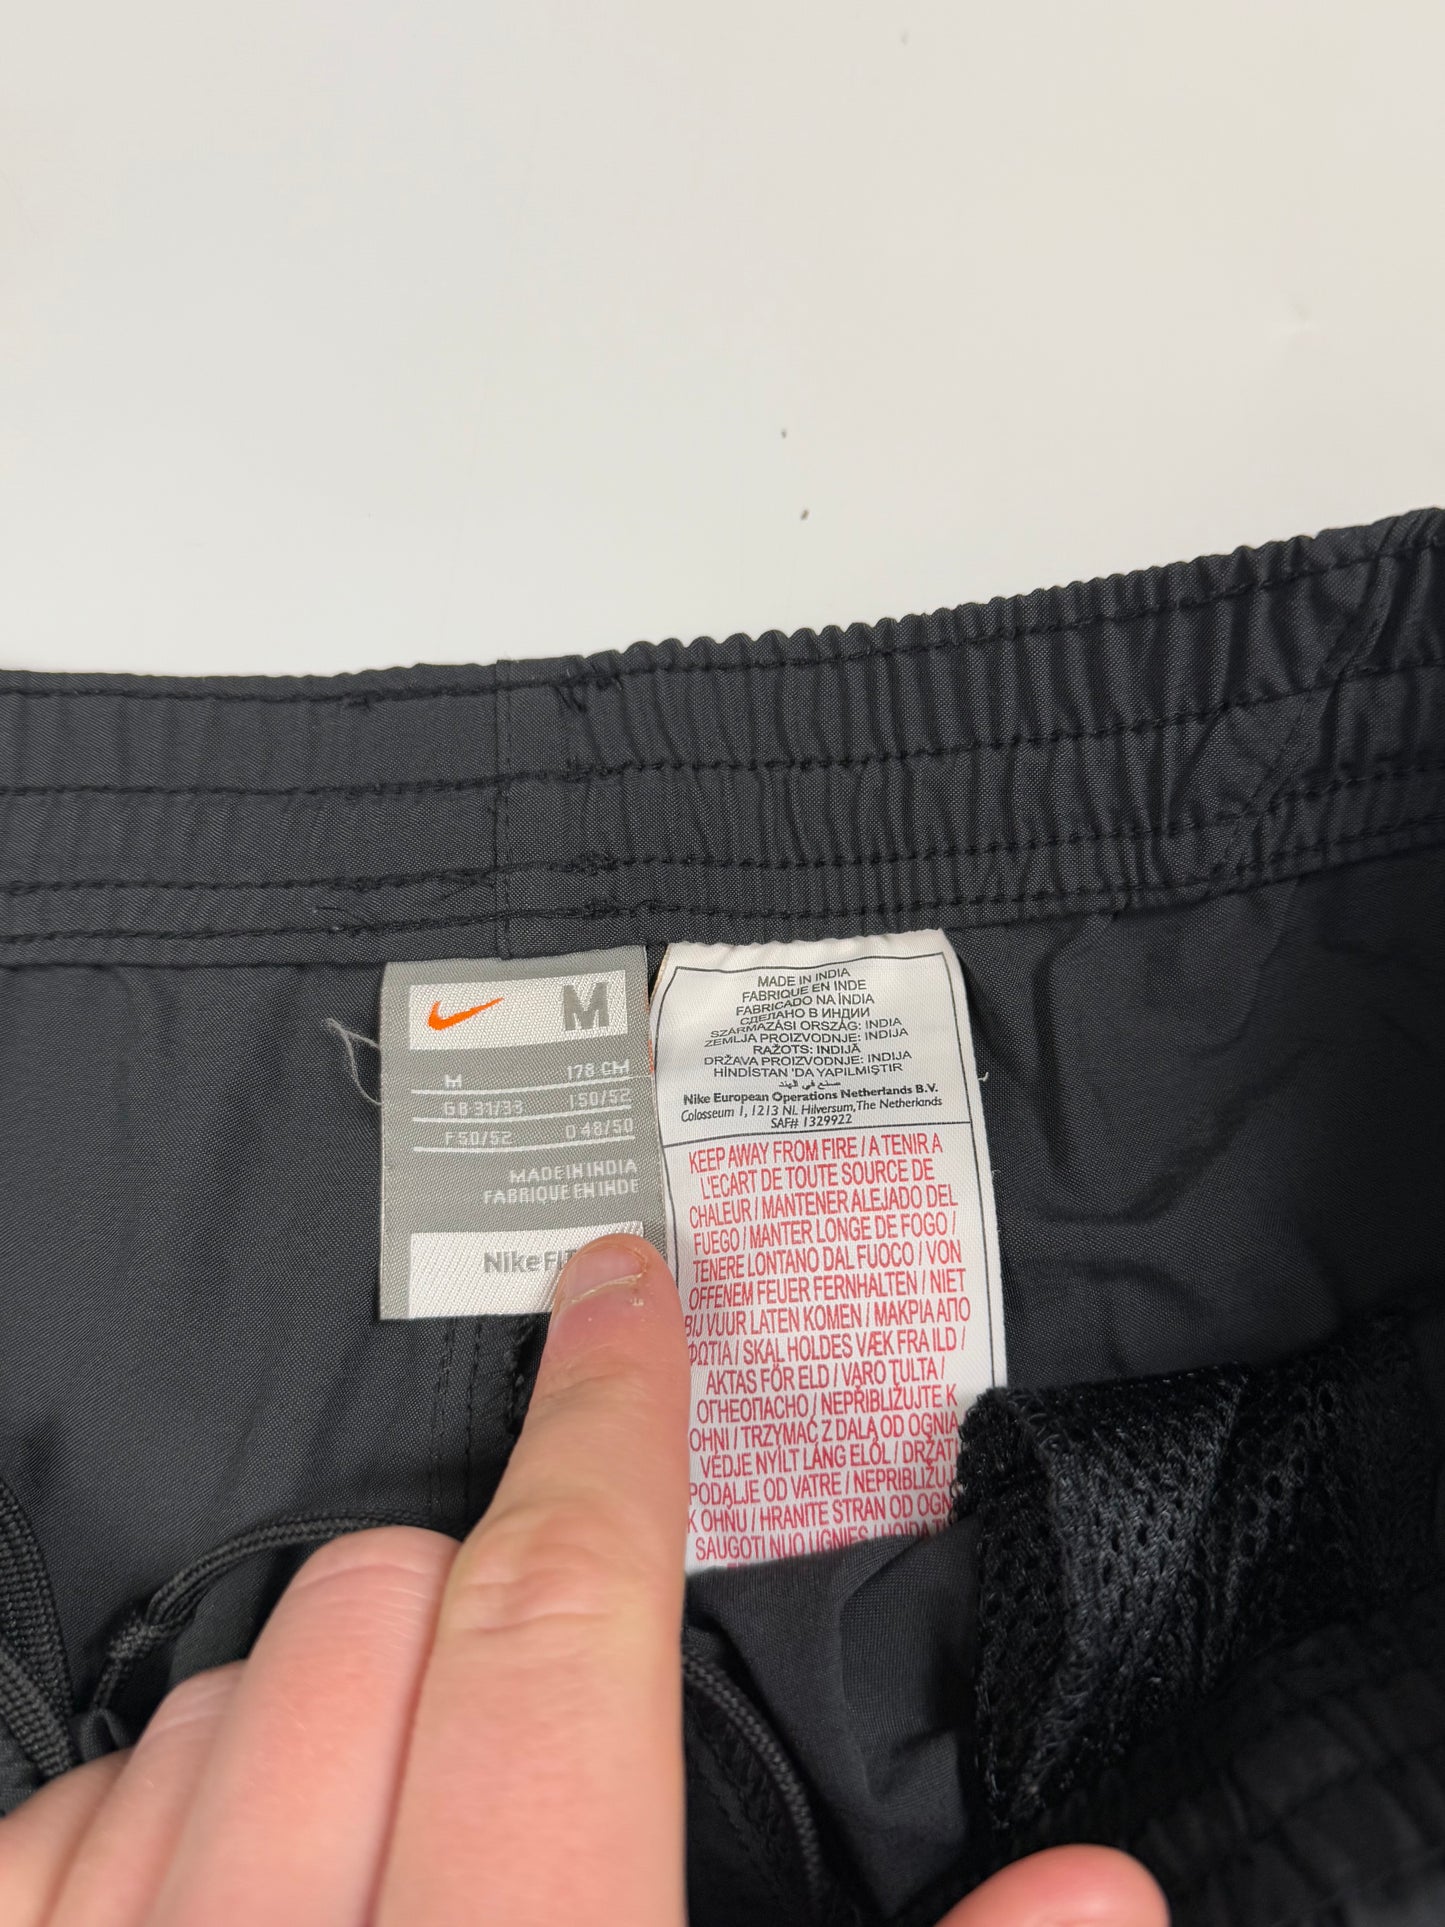 M
M 178 CM
GB 31/33 I 50/52
F 50/52 D 48/50
MADE IN INDIA
FABRIQUE EN INDE
NikeFIT
MADE IN INDIA
FABRIQUE EN INDE
FABRICADO NA ÍNDIA
СДЕЛАНО В ИНДИИ
SZÁRMAZÁSI ORSZÁG: INDIA
ZEMLJA PROIZVODNJE: INDIJA
RAŽOTS: INDIJĀ
DRŽAVA PROIZVODNJE: INDIJA
HİNDİSTAN 'DA YAPILMIŞTIR
صنع في الهند
Nike European Operations Netherlands B.V.
Colosseum 1, 1213 NL Hilversum, The Netherlands
SAF# 1329922
KEEP AWAY FROM FIRE / A TENIR A
L'ECART DE TOUTE SOURCE DE
CHALEUR / MANTENER ALEJADO DEL
FUEGO / MANTER LONGE DE FOGO /
TENERE LONTANO DAL FUOCO / VON
OFFENEM FEUER FERNHALTEN / NIET
BIJ VUUR LATEN KOMEN / ΜΑΚΡΙΑ ΑΠΟ
ΦΩΤΙΑ / SKAL HOLDES VÆK FRA ILD /
AKTAS FÖR ELD / VARO TULTA /
ОГНЕОПАСНО / NEPŘIBLIŽUJTE K
OHNI / TRZYMAĆ Z DALA OD OGNIA
VÉDJE NYÍLT LÁNG ELŐL / DRŽATI
PODALJE OD VATRE / NEPRIBLIŽUJ
K OHNU / HRANITE STRAN OD OGN
SAUGOTI NUO UGNIES /